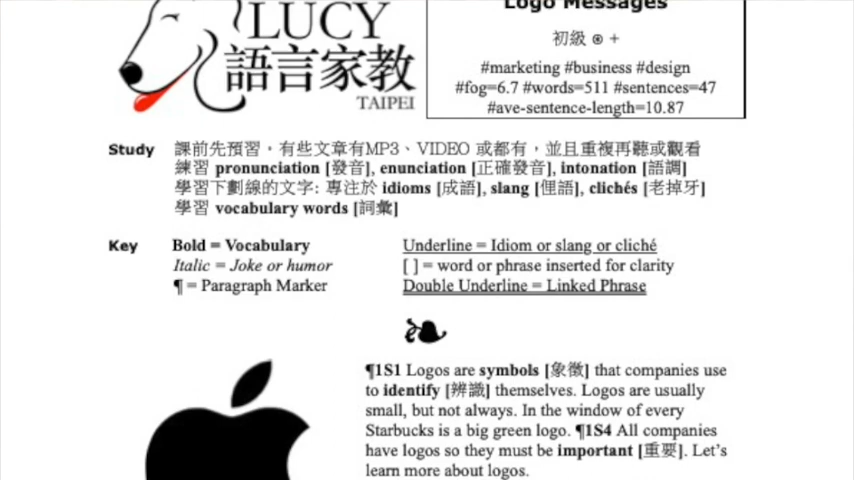 LUCY
語言家教
TAIPEI
Logo Messages
初級 ⊛ +
#marketing #business #design
#fog=6.7 #words=511 #sentences=47
#ave-sentence-length=10.87
Study 課前先預習，有些文章有MP3、VIDEO 或都有，並且重複再聽或觀看
練習 pronunciation [發音], enunciation [正確發音], intonation [語調]
學習下劃線的文字: 專注於 idioms [成語], slang [俚語], clichés [老掉牙]
學習 vocabulary words [詞彙]
Key Bold = Vocabulary Underline = Idiom or slang or cliché
Italic = Joke or humor [ ] = word or phrase inserted for clarity
¶ = Paragraph Marker Double Underline = Linked Phrase
¶1S1 Logos are symbols [象徵] that companies use
to identify [辨識] themselves. Logos are usually
small, but not always. In the window of every
Starbucks is a big green logo. ¶1S4 All companies
have logos so they must be important [重要]. Let's
learn more about logos.